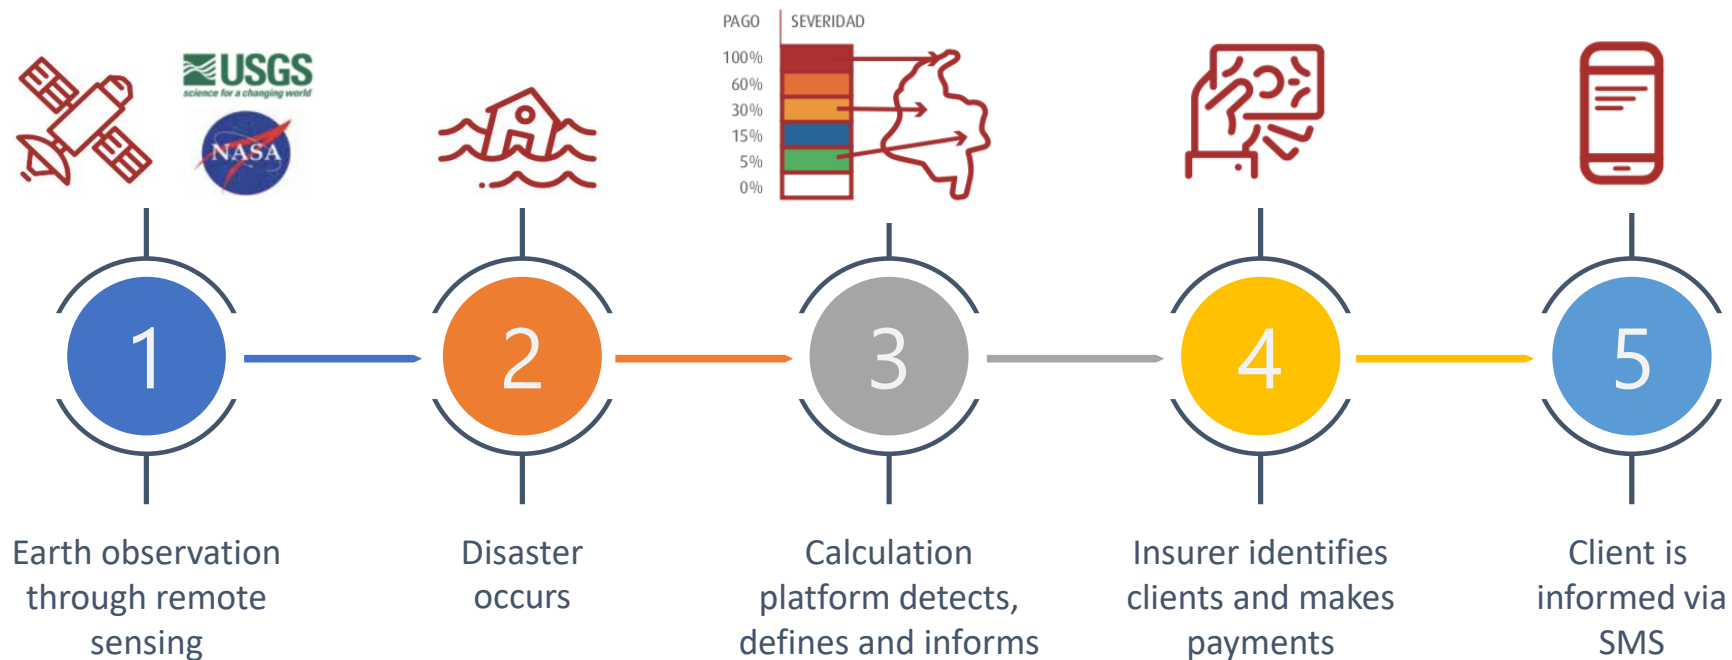 USGS
science for a changing world
NASA
PAGO SEVERIDAD
100%
60%
30%
15%
5%
0%
1
2
3
4
5
Earth observation
through remote
sensing
Disaster
occurs
Calculation
platform detects,
defines and informs
Insurer identifies
clients and makes
payments
Client is
informed via
SMS